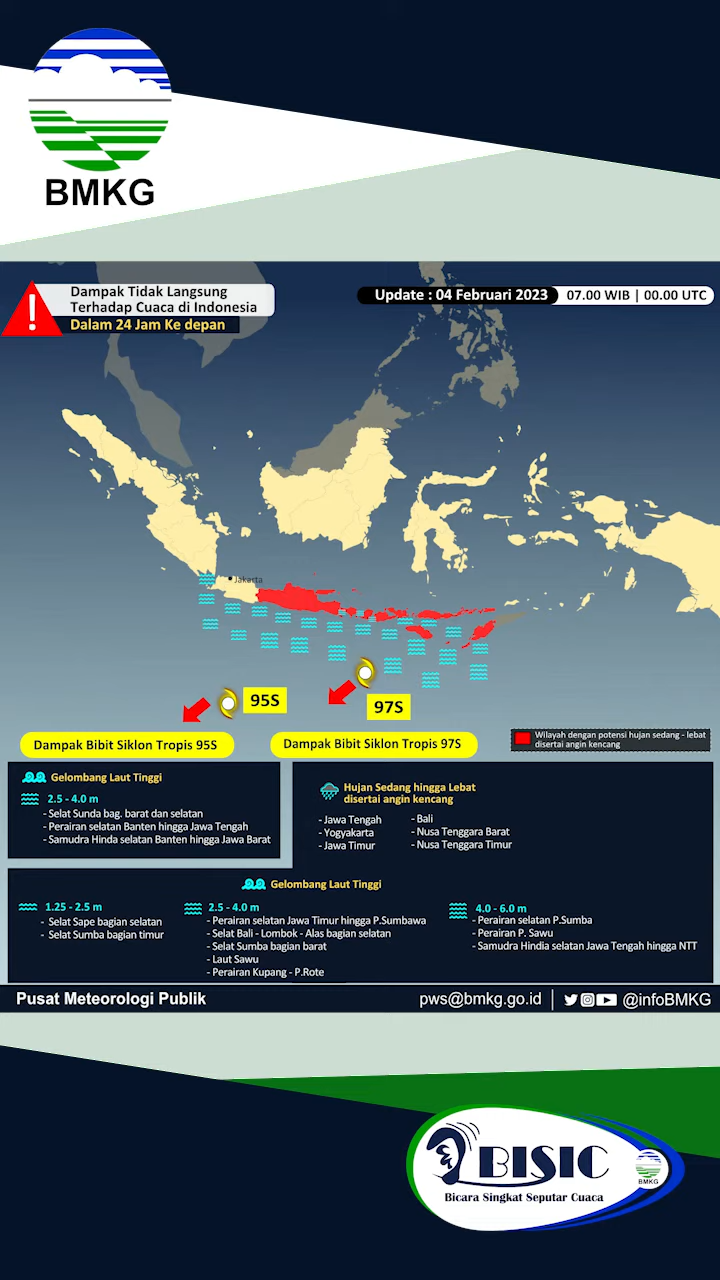 BMKG
Dampak Tidak Langsung
Terhadap Cuaca di Indonesia
Dalam 24 Jam Ke depan
Update : 04 Februari 2023
07.00 WIB | 00.00 UTC
Jakarta
95S
97S
Dampak Bibit Siklon Tropis 95S
Dampak Bibit Siklon Tropis 97S
Wilayah dengan potensi hujan sedang - lebat
disertai angin kencang
Gelombang Laut Tinggi
2.5 - 4.0 m
- Selat Sunda bag. barat dan selatan
- Perairan selatan Banten hingga Jawa Tengah
- Samudra Hinda selatan Banten hingga Jawa Barat
Hujan Sedang hingga Lebat
disertai angin kencang
- Jawa Tengah
- Yogyakarta
- Jawa Timur
- Bali
- Nusa Tenggara Barat
- Nusa Tenggara Timur
Gelombang Laut Tinggi
1.25 - 2.5 m
- Selat Sape bagian selatan
- Selat Sumba bagian timur
2.5 - 4.0 m
- Perairan selatan Jawa Timur hingga P.Sumbawa
- Selat Bali - Lombok - Alas bagian selatan
- Selat Sumba bagian barat
- Laut Sawu
- Perairan Kupang - P.Rote
4.0 - 6.0 m
- Perairan selatan P.Sumba
- Perairan P. Sawu
- Samudra Hindia selatan Jawa Tengah hingga NTT
Pusat Meteorologi Publik
pws@bmkg.go.id
@infoBMKG
BISIC
Bicara Singkat Seputar Cuaca
BMKG